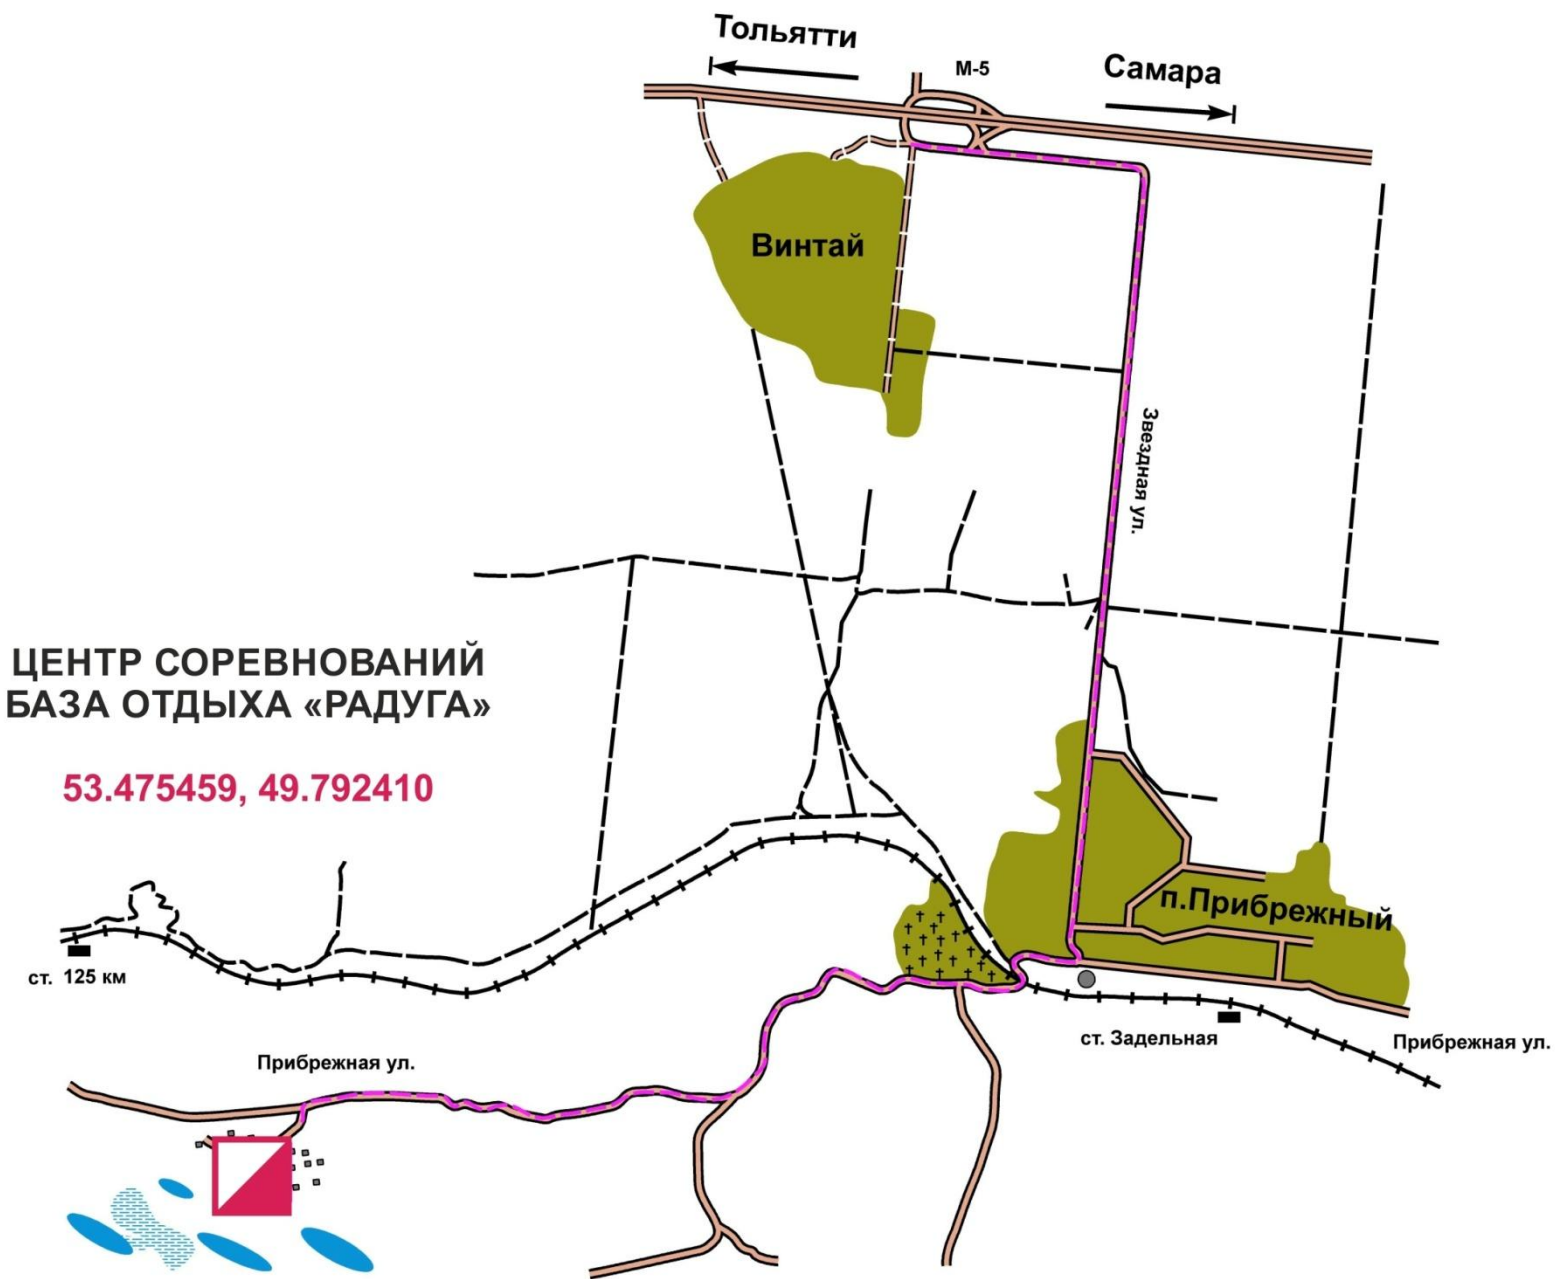 Тольятти
М-5
Самара
Винтай
Звездная ул.
ЦЕНТР СОРЕВНОВАНИЙ
БАЗА ОТДЫХА «РАДУГА»
53.475459, 49.792410
п.Прибрежный
ст. 125 км
ст. Задельная
Прибрежная ул.
Прибрежная ул.